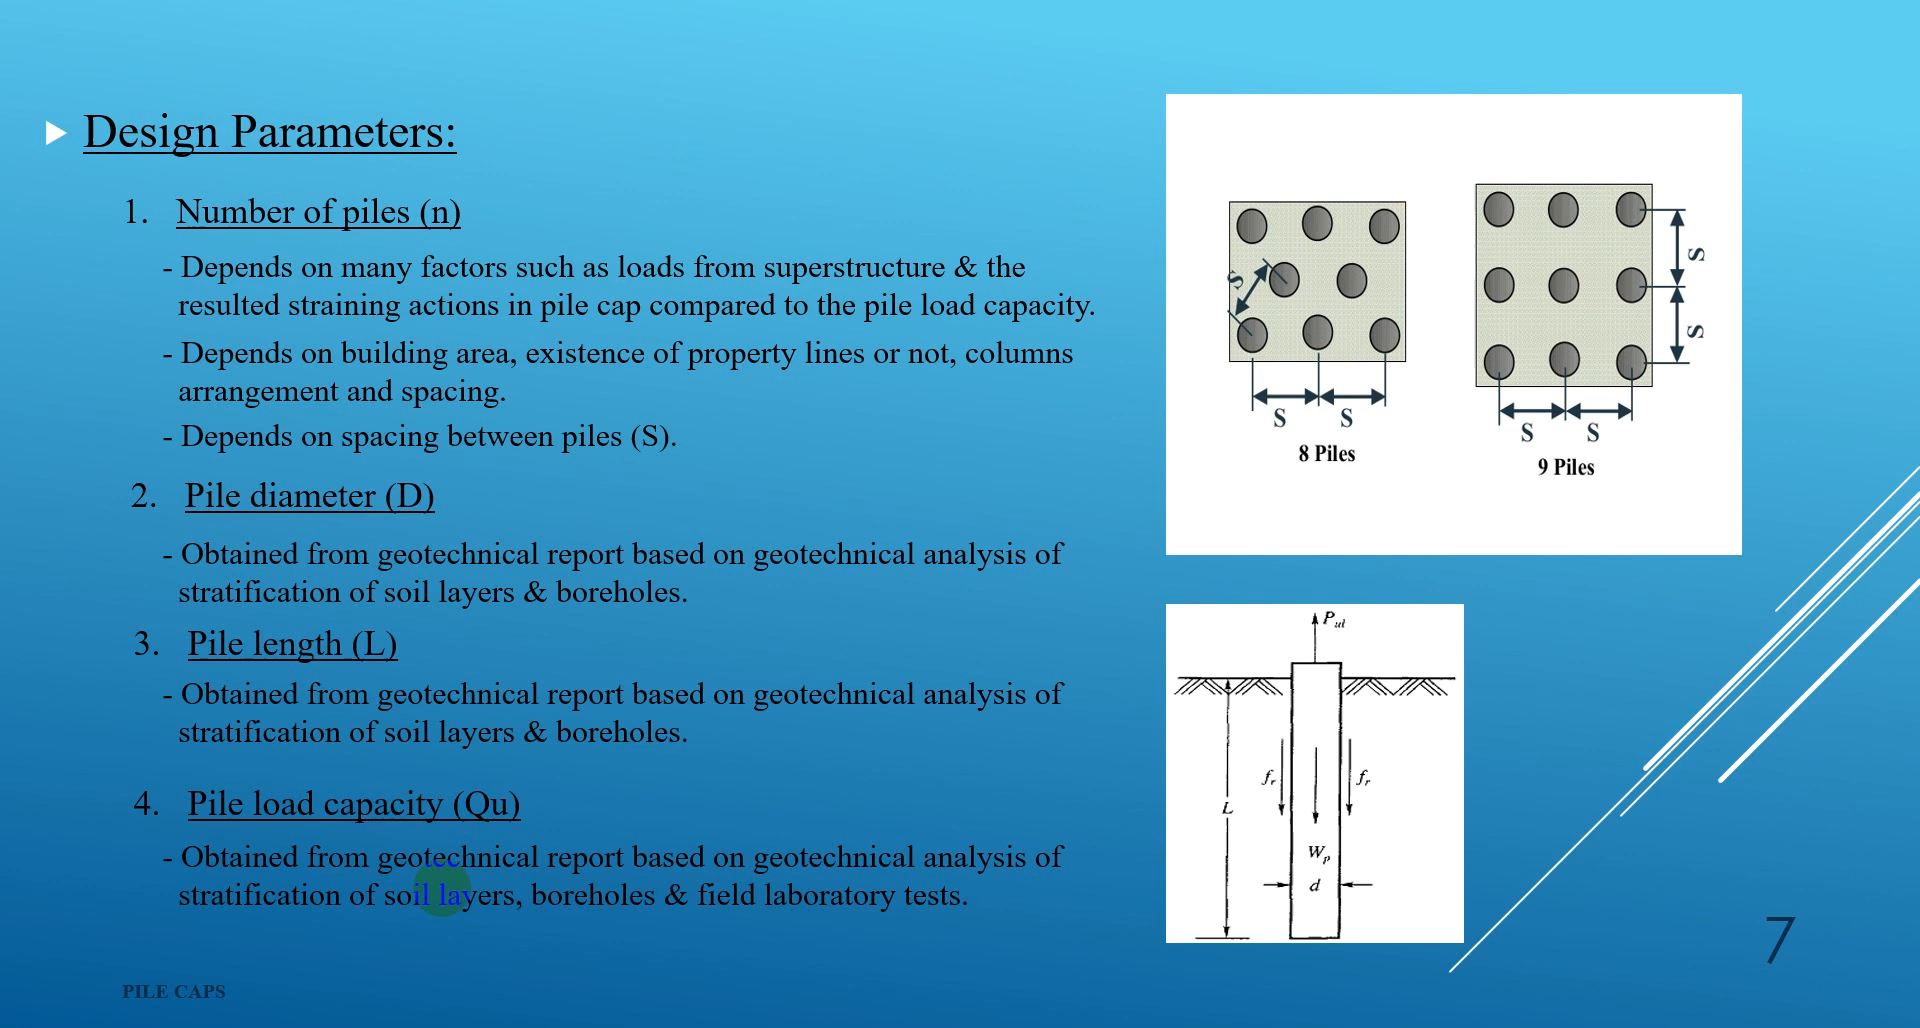 Design Parameters:
1. Number of piles (n)
- Depends on many factors such as loads from superstructure & the
resulted straining actions in pile cap compared to the pile load capacity.
- Depends on building area, existence of property lines or not, columns
arrangement and spacing.
- Depends on spacing between piles (S).
2. Pile diameter (D)
- Obtained from geotechnical report based on geotechnical analysis of
stratification of soil layers & boreholes.
3. Pile length (L)
- Obtained from geotechnical report based on geotechnical analysis of
stratification of soil layers & boreholes.
4. Pile load capacity (Qu)
- Obtained from geotechnical report based on geotechnical analysis of
stratification of soil layers, boreholes & field laboratory tests.
S
S S
8 Piles
S
S
S S
9 Piles
Pul
fr fr
L
Wp
d
7
PILE CAPS